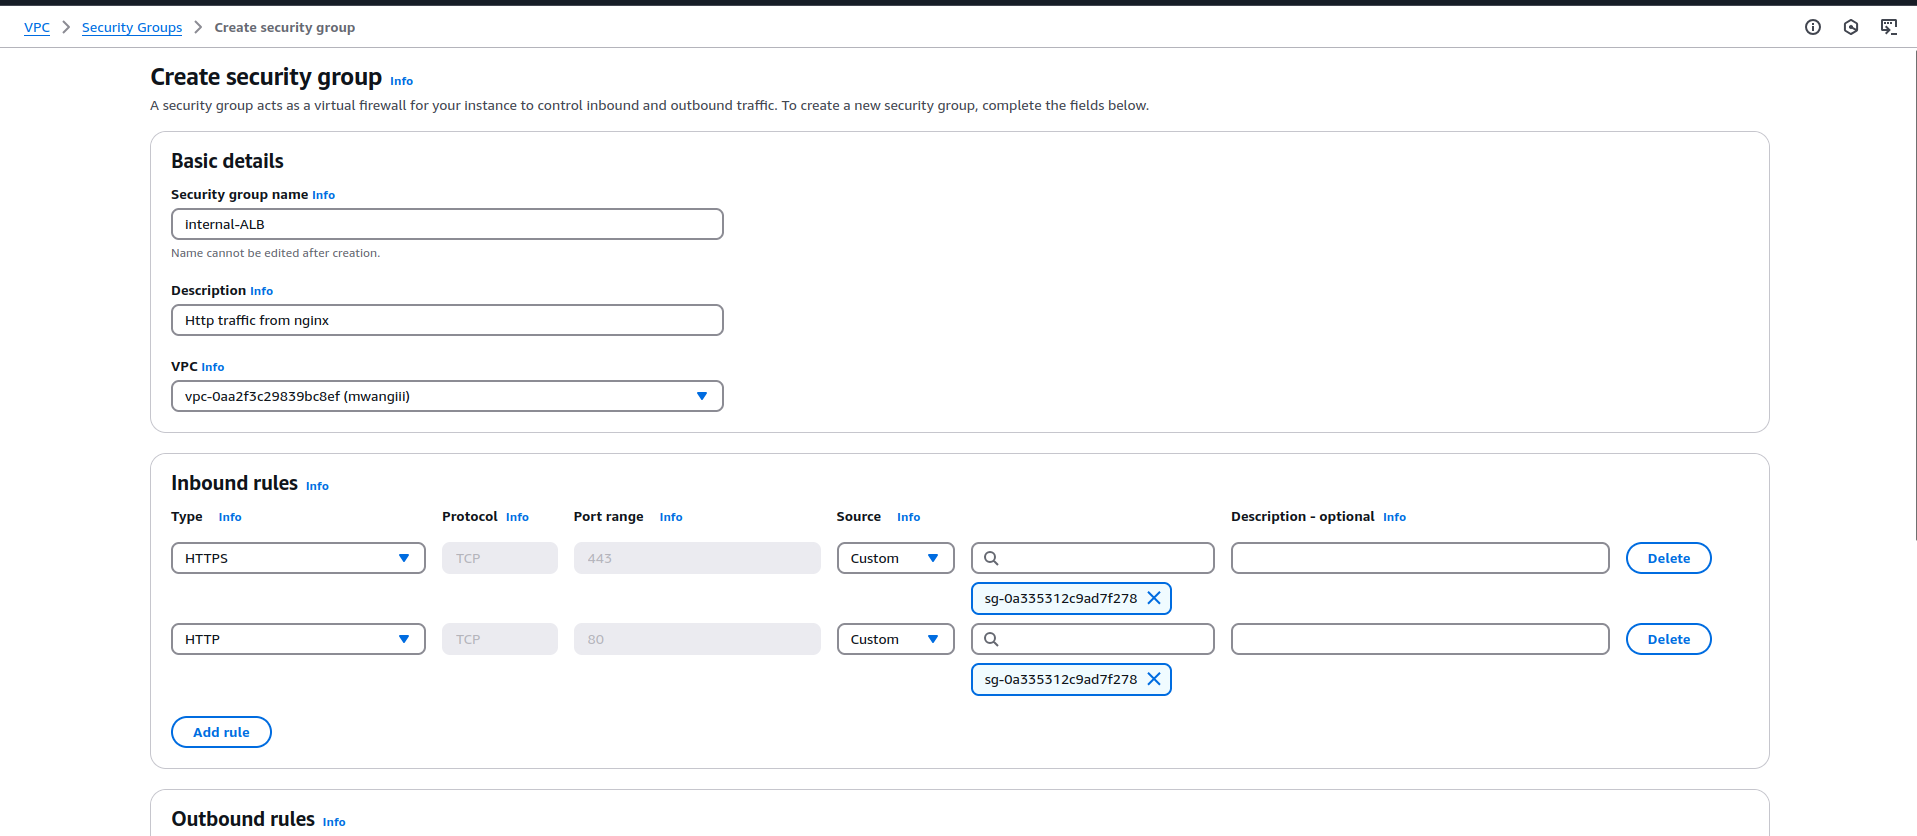 VPC > Security Groups > Create security group
Create security group Info
A security group acts as a virtual firewall for your instance to control inbound and outbound traffic. To create a new security group, complete the fields below.
Basic details
Security group name Info
internal-ALB
Name cannot be edited after creation.
Description Info
Http traffic from nginx
VPC Info
vpc-0aa2f3c29839bc8ef (mwangiii)
Inbound rules Info
Type Info Protocol Info Port range Info Source Info Description - optional Info
HTTPS TCP 443 Custom Delete
sg-0a335312c9ad7f278
HTTP TCP 80 Custom Delete
sg-0a335312c9ad7f278
Add rule
Outbound rules Info